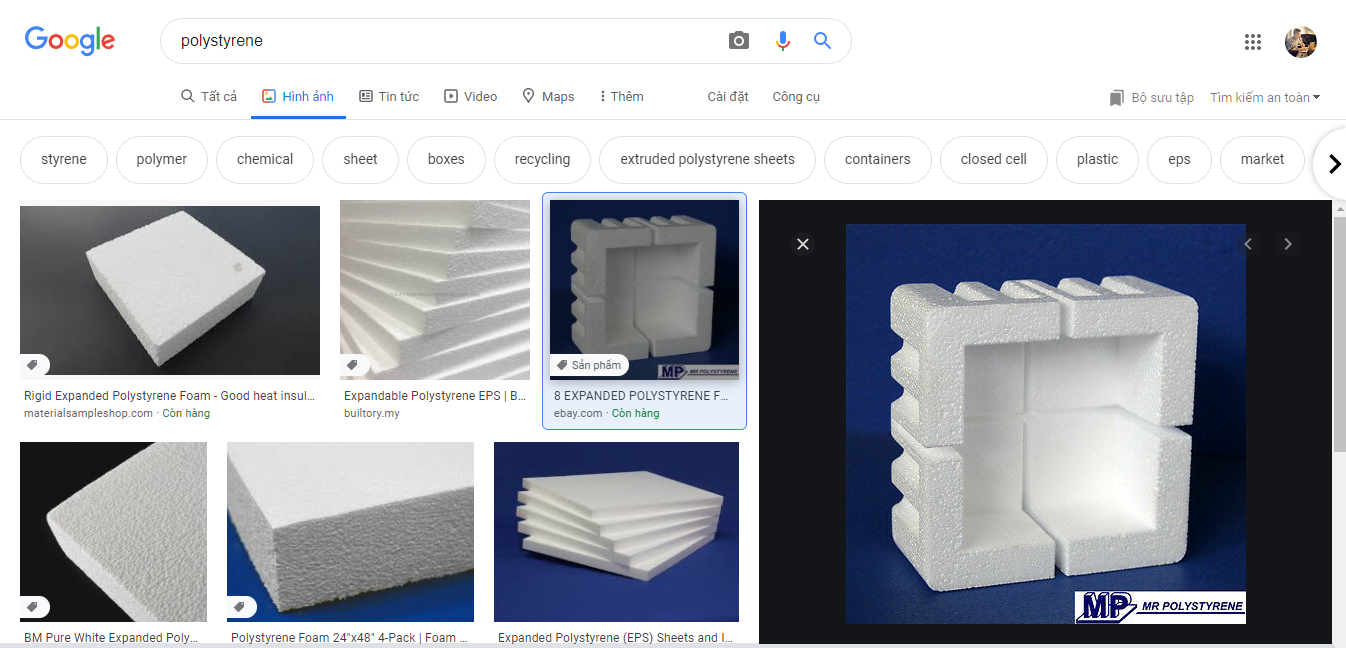 Google
polystyrene
Tất cả Hình ảnh Tin tức Video Maps Thêm Cài đặt Công cụ Bộ sưu tập Tìm kiếm an toàn
styrene polymer chemical sheet boxes recycling extruded polystyrene sheets containers closed cell plastic eps market
Sản phẩm
MP MR POLYSTYRENE
Rigid Expanded Polystyrene Foam - Good heat insul...
materialsampleshop.com · Còn hàng
Expandable Polystyrene EPS | B...
builtory.my
8 EXPANDED POLYSTYRENE F...
ebay.com · Còn hàng
MP MR POLYSTYRENE
BM Pure White Expanded Poly...
Polystyrene Foam 24"x48" 4-Pack | Foam ...
Expanded Polystyrene (EPS) Sheets and I...